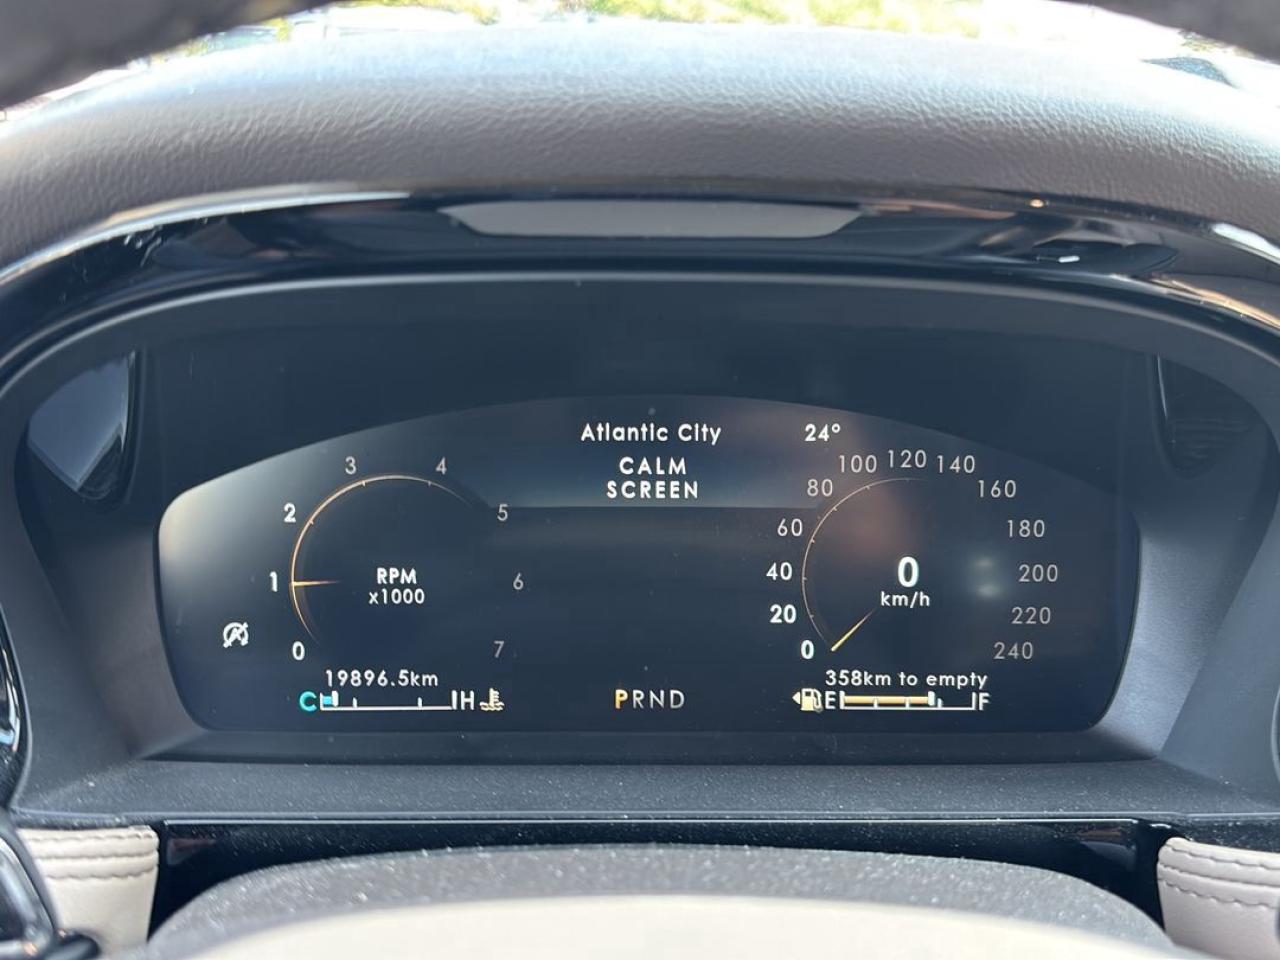 Atlantic City 24°
CALM
SCREEN
0 1 2 3 4 5 6 7
RPM
x1000
0 20 40 60 80 100 120 140 160 180 200 220 240
0
km/h
19896.5km
358km to empty
C H
PRND
E F